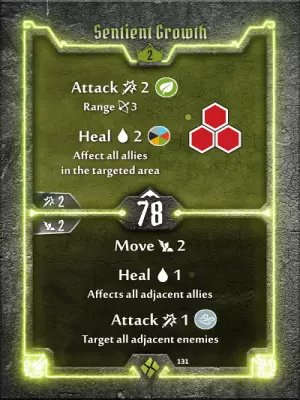 Sentient Growth
2
Attack 2
Range 3
Heal 2
Affect all allies
in the targeted area
2
78
2
Move 2
Heal 1
Affects all adjacent allies
Attack 1
Target all adjacent enemies
131